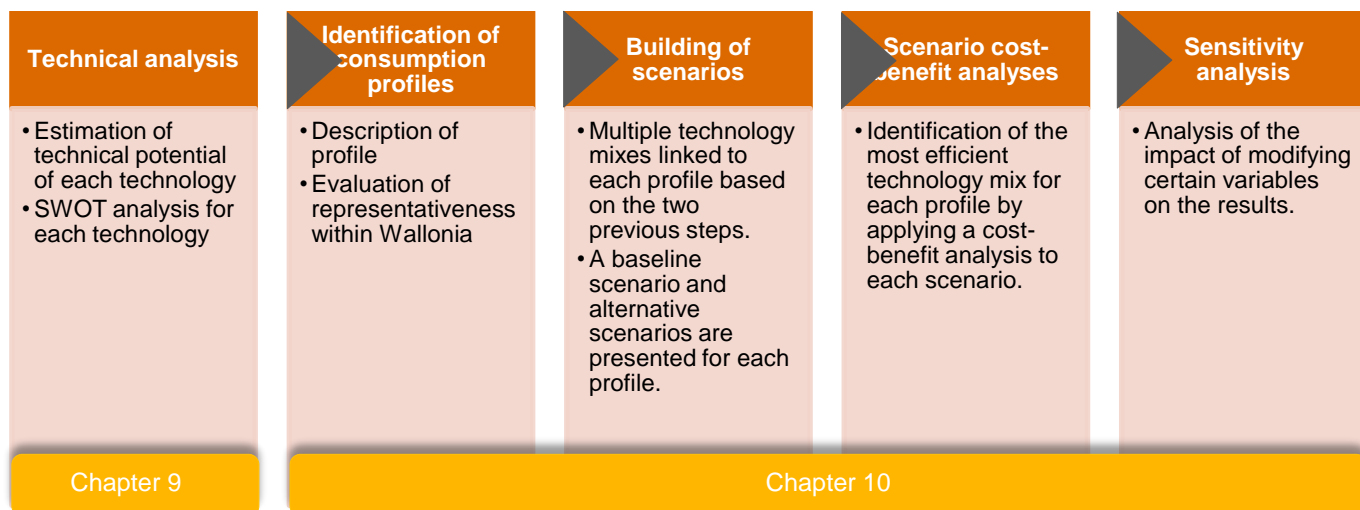 Technical analysis
• Estimation of
technical potential
of each technology
• SWOT analysis for
each technology
Identification of
consumption
profiles
• Description of
profile
• Evaluation of
representativeness
within Wallonia
Building of
scenarios
• Multiple technology
mixes linked to
each profile based
on the two
previous steps.
• A baseline
scenario and
alternative
scenarios are
presented for each
profile.
Scenario cost-
benefit analyses
• Identification of the
most efficient
technology mix for
each profile by
applying a cost-
benefit analysis to
each scenario.
Sensitivity
analysis
• Analysis of the
impact of modifying
certain variables
on the results.
Chapter 9
Chapter 10